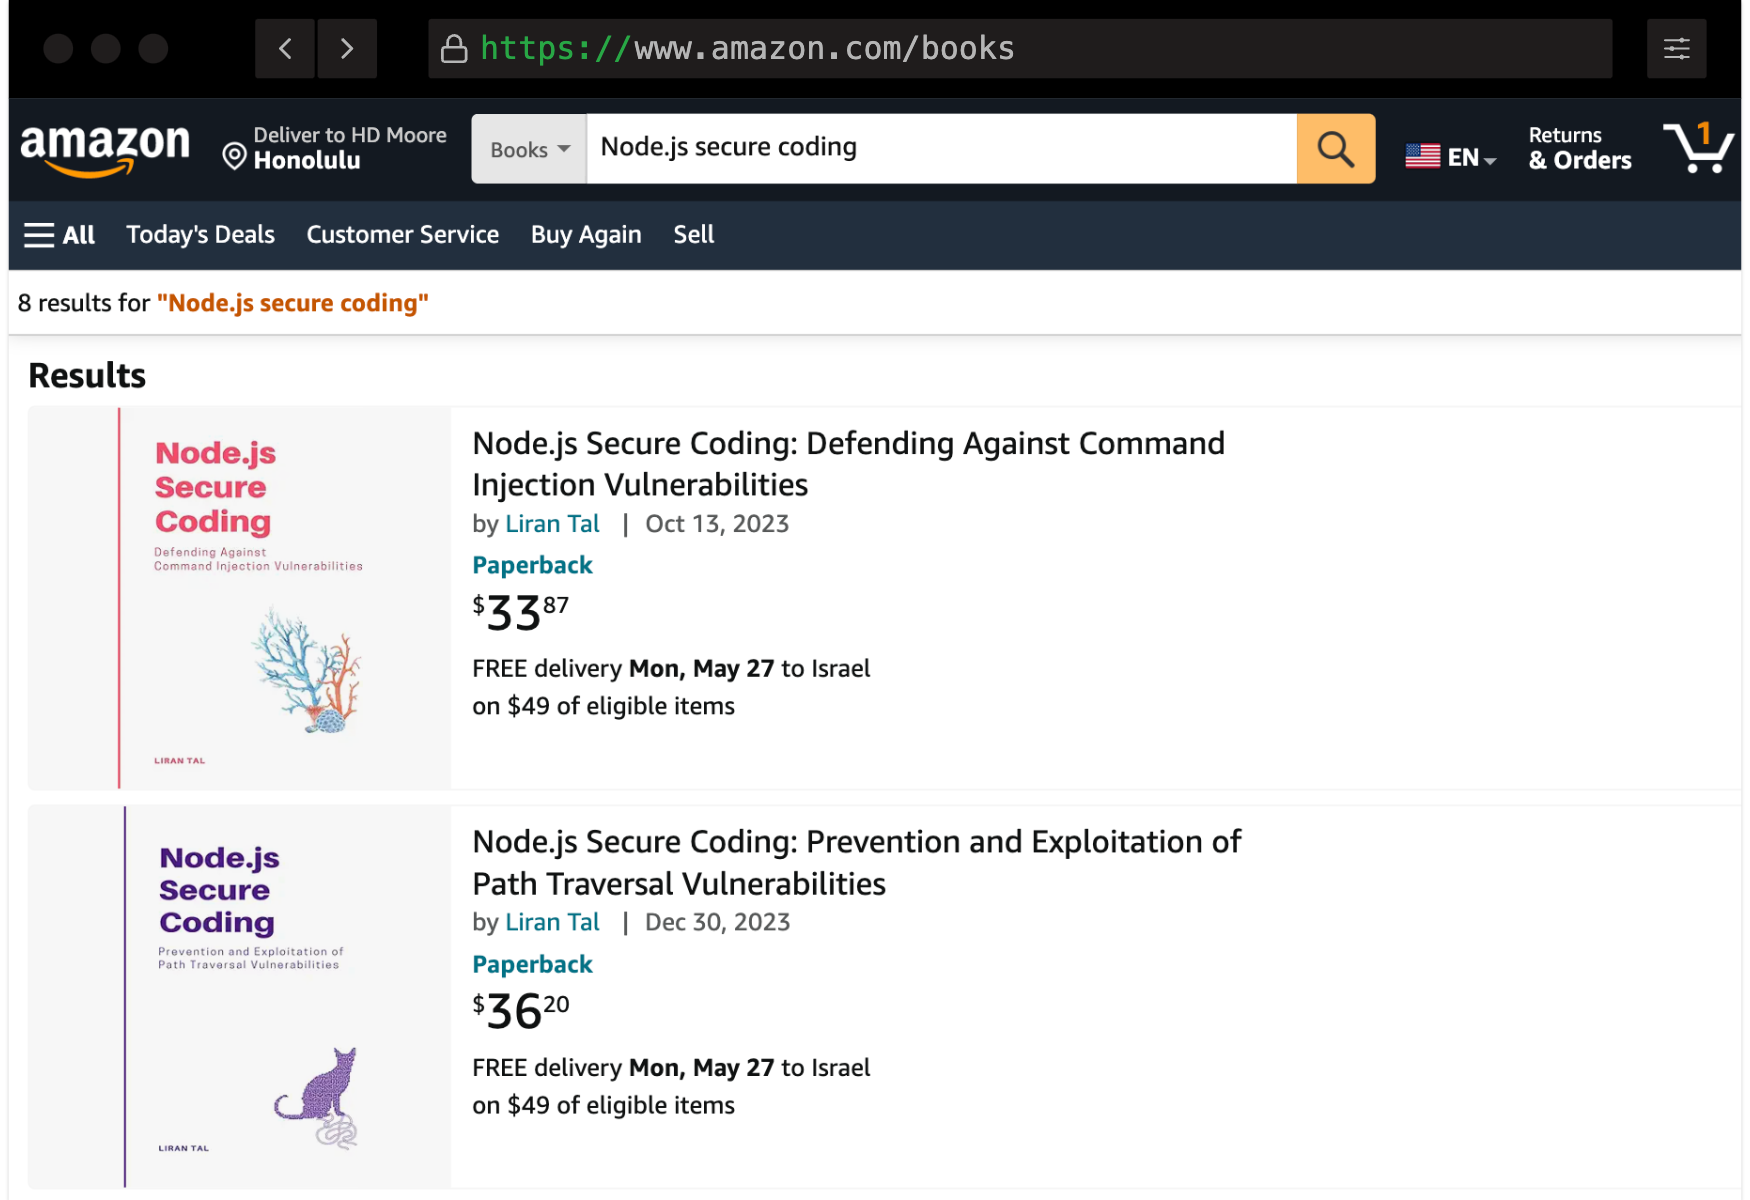 https://www.amazon.com/books
amazon
Deliver to HD Moore
Honolulu
Books
Node.js secure coding
EN
Returns
& Orders
1
All
Today's Deals
Customer Service
Buy Again
Sell
8 results for "Node.js secure coding"
Results
Node.js
Secure
Coding
Defending Against
Command Injection Vulnerabilities
LIRAN TAL
Node.js Secure Coding: Defending Against Command
Injection Vulnerabilities
by Liran Tal | Oct 13, 2023
Paperback
$33 87
FREE delivery Mon, May 27 to Israel
on $49 of eligible items
Node.js
Secure
Coding
Prevention and Exploitation of
Path Traversal Vulnerabilities
LIRAN TAL
Node.js Secure Coding: Prevention and Exploitation of
Path Traversal Vulnerabilities
by Liran Tal | Dec 30, 2023
Paperback
$36 20
FREE delivery Mon, May 27 to Israel
on $49 of eligible items